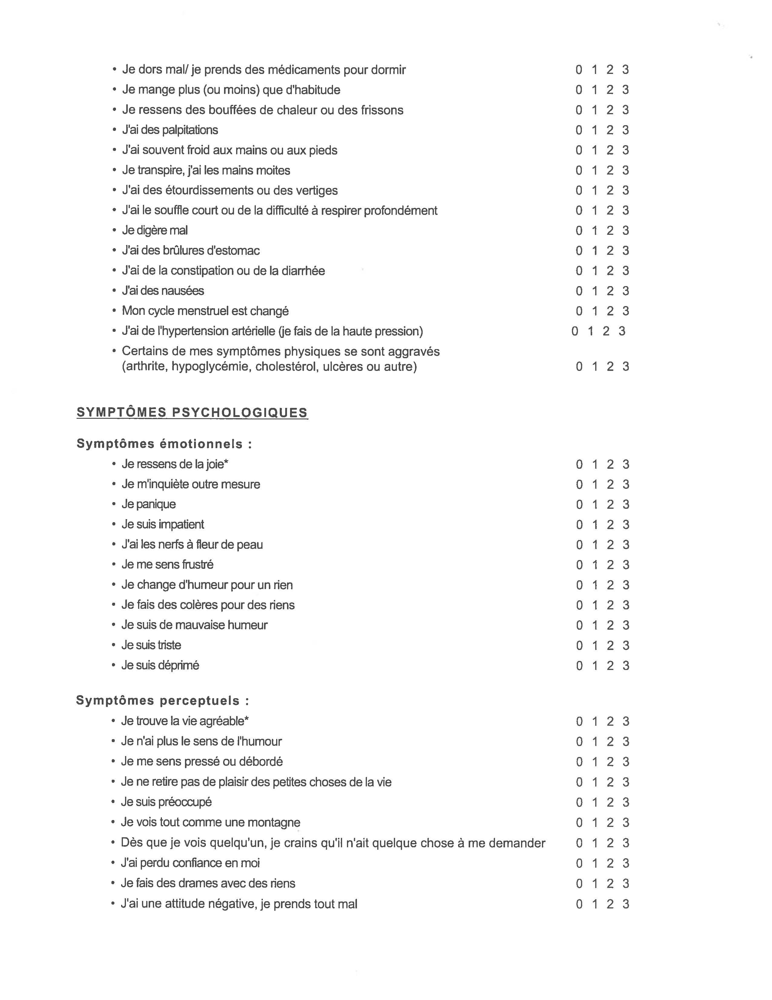 • Je dors mal/ je prends des médicaments pour dormir 0 1 2 3
• Je mange plus (ou moins) que d'habitude 0 1 2 3
• Je ressens des bouffées de chaleur ou des frissons 0 1 2 3
• J'ai des palpitations 0 1 2 3
• J'ai souvent froid aux mains ou aux pieds 0 1 2 3
• Je transpire, j'ai les mains moites 0 1 2 3
• J'ai des étourdissements ou des vertiges 0 1 2 3
• J'ai le souffle court ou de la difficulté à respirer profondément 0 1 2 3
• Je digère mal 0 1 2 3
• J'ai des brûlures d'estomac 0 1 2 3
• J'ai de la constipation ou de la diarrhée 0 1 2 3
• J'ai des nausées 0 1 2 3
• Mon cycle menstruel est changé 0 1 2 3
• J'ai de l'hypertension artérielle (je fais de la haute pression) 0 1 2 3
• Certains de mes symptômes physiques se sont aggravés
(arthrite, hypoglycémie, cholestérol, ulcères ou autre) 0 1 2 3
SYMPTÔMES PSYCHOLOGIQUES
Symptômes émotionnels :
• Je ressens de la joie* 0 1 2 3
• Je m'inquiète outre mesure 0 1 2 3
• Je panique 0 1 2 3
• Je suis impatient 0 1 2 3
• J'ai les nerfs à fleur de peau 0 1 2 3
• Je me sens frustré 0 1 2 3
• Je change d'humeur pour un rien 0 1 2 3
• Je fais des colères pour des riens 0 1 2 3
• Je suis de mauvaise humeur 0 1 2 3
• Je suis triste 0 1 2 3
• Je suis déprimé 0 1 2 3
Symptômes perceptuels :
• Je trouve la vie agréable* 0 1 2 3
• Je n'ai plus le sens de l'humour 0 1 2 3
• Je me sens pressé ou débordé 0 1 2 3
• Je ne retire pas de plaisir des petites choses de la vie 0 1 2 3
• Je suis préoccupé 0 1 2 3
• Je vois tout comme une montagne 0 1 2 3
• Dès que je vois quelqu'un, je crains qu'il n'ait quelque chose à me demander 0 1 2 3
• J'ai perdu confiance en moi 0 1 2 3
• Je fais des drames avec des riens 0 1 2 3
• J'ai une attitude négative, je prends tout mal 0 1 2 3